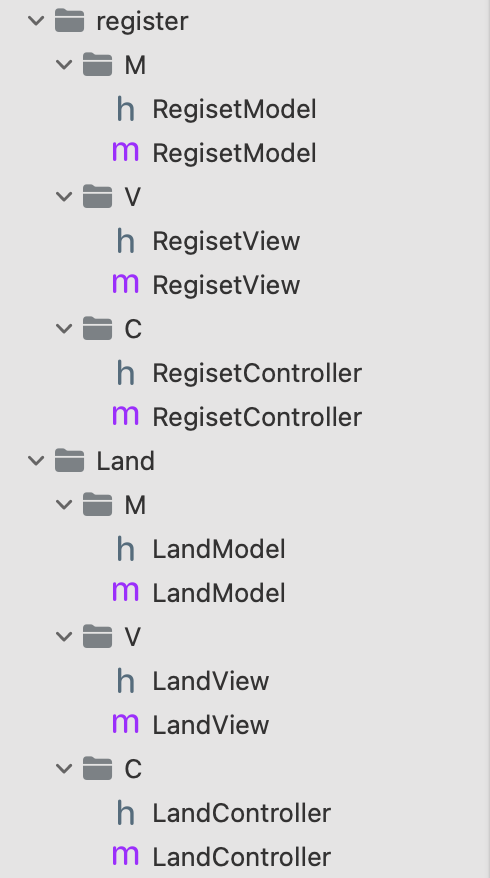 register
M
h RegisetModel
m RegisetModel
V
h RegisetView
m RegisetView
C
h RegisetController
m RegisetController
Land
M
h LandModel
m LandModel
V
h LandView
m LandView
C
h LandController
m LandController